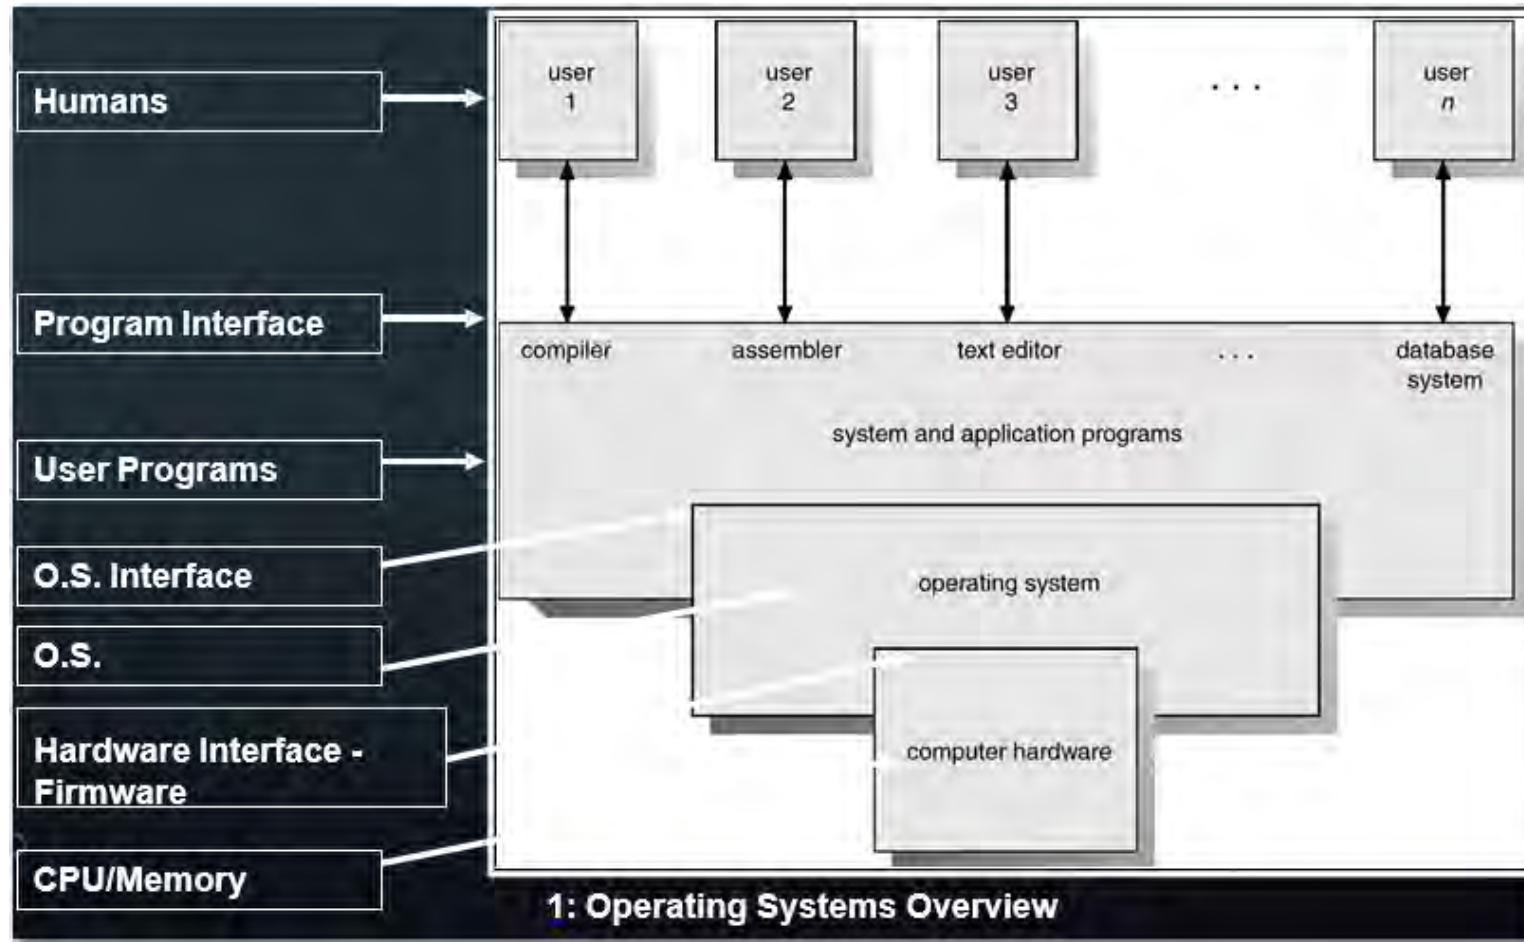 Humans
Program Interface
User Programs
O.S. Interface
O.S.
Hardware Interface -
Firmware
CPU/Memory
user
1
user
2
user
3
. . .
user
n
compiler
assembler
text editor
. . .
database
system
system and application programs
operating system
computer hardware
1: Operating Systems Overview